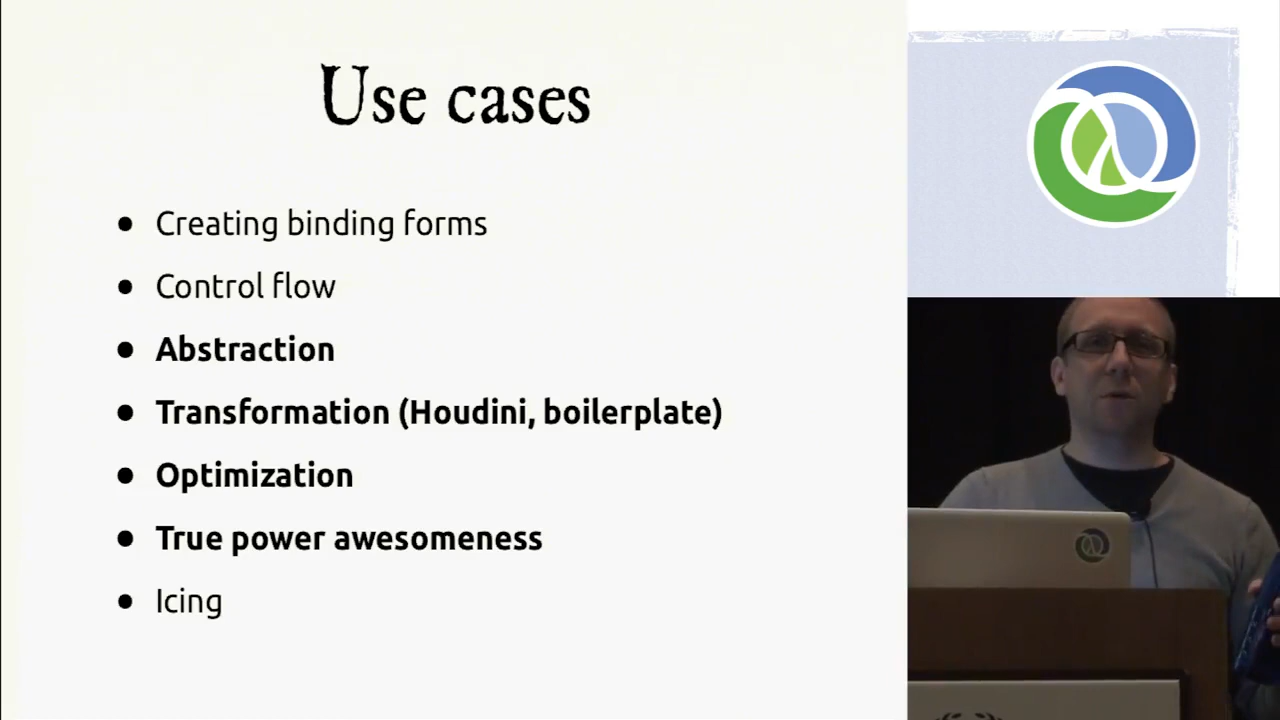 Use cases
• Creating binding forms
• Control flow
• Abstraction
• Transformation (Houdini, boilerplate)
• Optimization
• True power awesomeness
• Icing